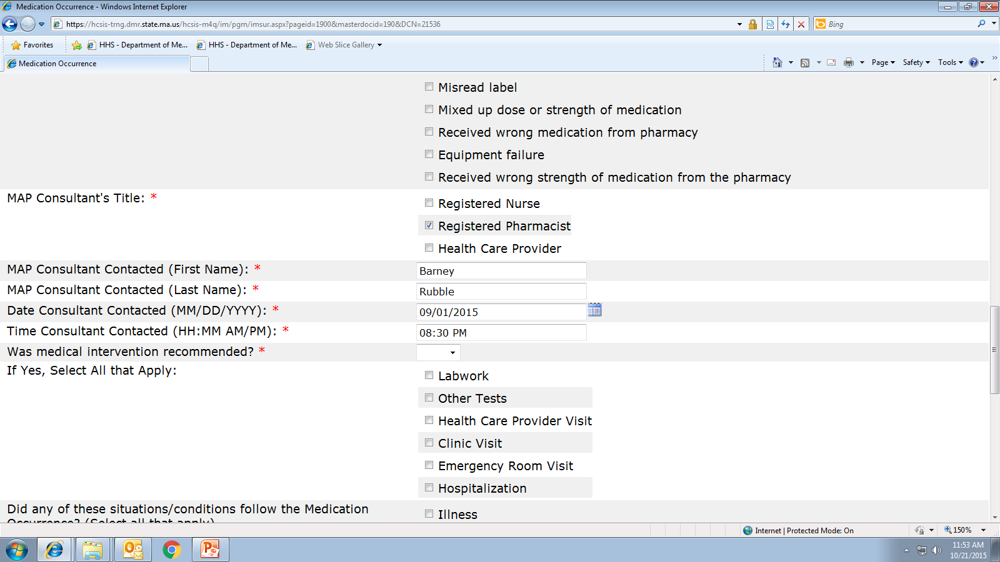 Medication Occurrence - Windows Internet Explorer
https://hcsis-trng.dmr.state.ma.us/hcsis-m4q/im/pgm/imsur.aspx?pageid=1900&masterdocid=190&DCN=21536
Bing
Favorites
HHS - Department of Me...
HHS - Department of Me...
Web Slice Gallery
Medication Occurrence
Page
Safety
Tools
Misread label
Mixed up dose or strength of medication
Received wrong medication from pharmacy
Equipment failure
Received wrong strength of medication from the pharmacy
MAP Consultant's Title: *
Registered Nurse
Registered Pharmacist
Health Care Provider
MAP Consultant Contacted (First Name): * Barney
MAP Consultant Contacted (Last Name): * Rubble
Date Consultant Contacted (MM/DD/YYYY): * 09/01/2015
Time Consultant Contacted (HH:MM AM/PM): * 08:30 PM
Was medical intervention recommended? *
If Yes, Select All that Apply:
Labwork
Other Tests
Health Care Provider Visit
Clinic Visit
Emergency Room Visit
Hospitalization
Did any of these situations/conditions follow the Medication
Occurrence? (Select all that apply)
Illness
Internet | Protected Mode: On
150%
11:53 AM
10/21/2015